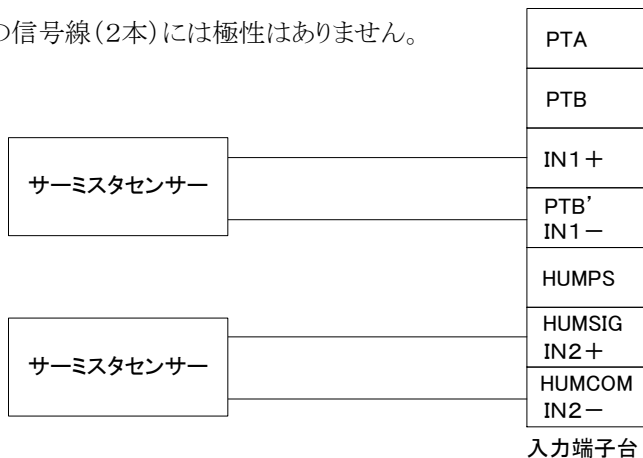 の信号線(2本)には極性はありません。
PTA
PTB
サーミスタセンサー
IN1+
PTB’
IN1-
HUMPS
サーミスタセンサー
HUMSIG
IN2+
HUMCOM
IN2-
入力端子台